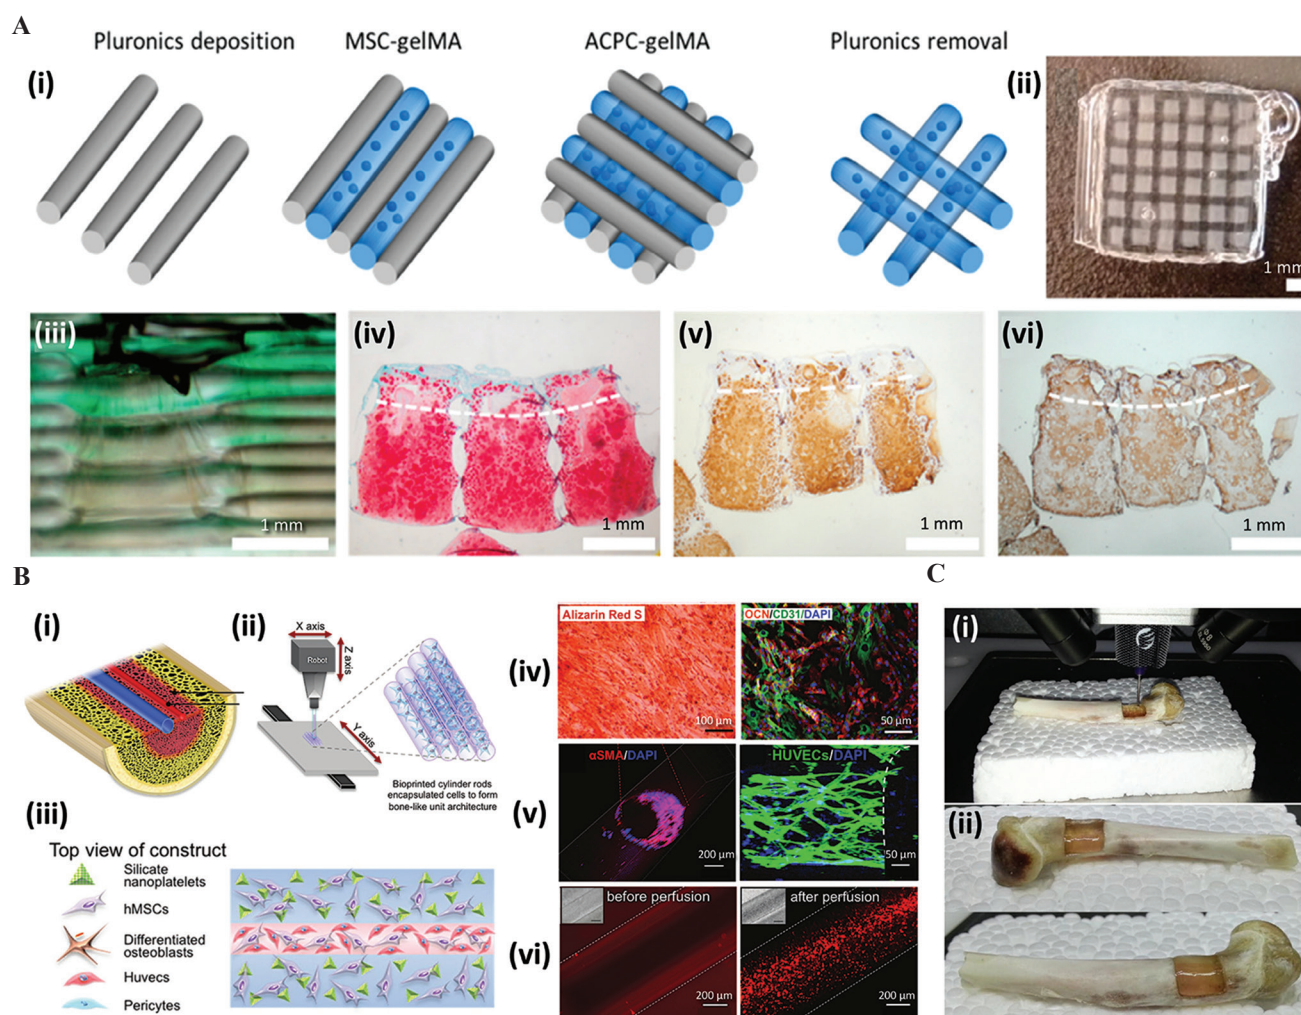 A
Pluronics deposition
MSC-gelMA
ACPC-gelMA
Pluronics removal
(i)
(ii)
1 mm
(iii)
1 mm
(iv)
1 mm
(v)
1 mm
(vi)
1 mm
B
(i)
(ii)
X axis
Z axis
Robot
Y axis
Bioprinted cylinder rods
encapsulated cells to form
bone-like unit architecture
(iii)
Top view of construct
Silicate
nanoplatelets
hMSCs
Differentiated
osteoblasts
Huvecs
Pericytes
(iv)
Alizarin Red S
100 µm
OCN/CD31/DAPI
50 µm
(v)
αSMA/DAPI
200 µm
HUVECs/DAPI
50 µm
(vi)
before perfusion
200 µm
after perfusion
200 µm
C
(i)
(ii)